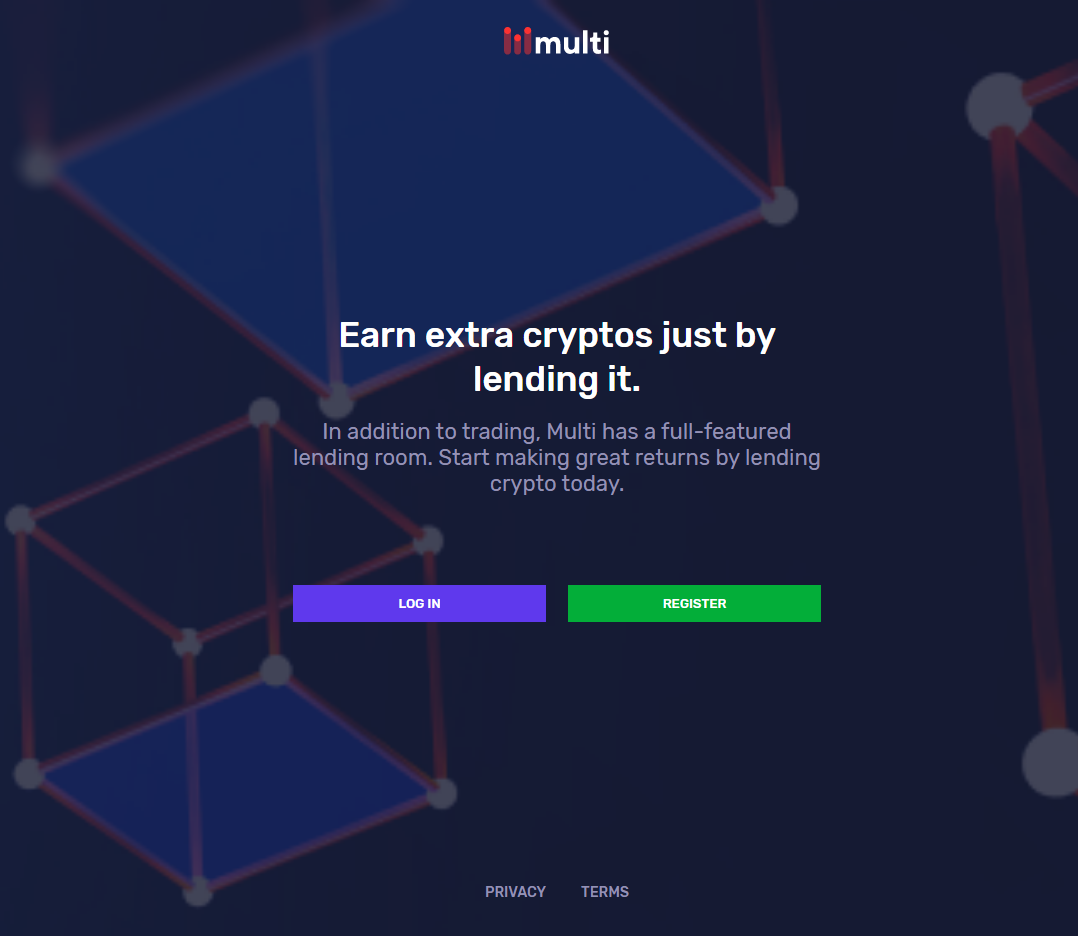 multi
Earn extra cryptos just by
lending it.
In addition to trading, Multi has a full-featured
lending room. Start making great returns by lending
crypto today.
LOG IN
REGISTER
PRIVACY
TERMS